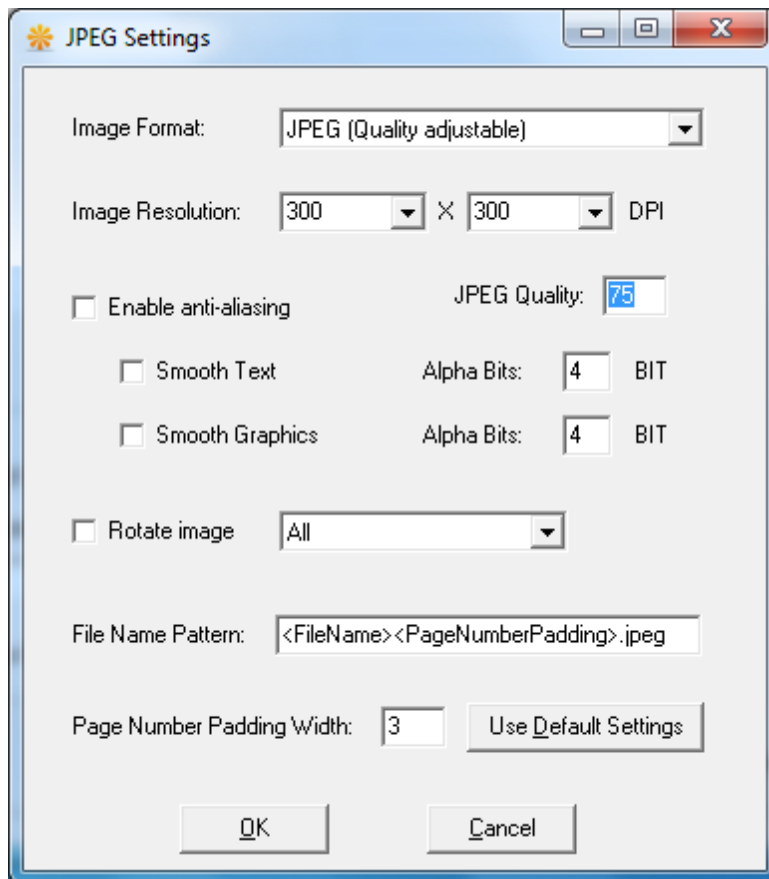 JPEG Settings
Image Format: JPEG (Quality adjustable)
Image Resolution: 300 X 300 DPI
Enable anti-aliasing JPEG Quality: 75
Smooth Text Alpha Bits: 4 BIT
Smooth Graphics Alpha Bits: 4 BIT
Rotate image All
File Name Pattern: <FileName><PageNumberPadding>.jpeg
Page Number Padding Width: 3 Use Default Settings
OK Cancel